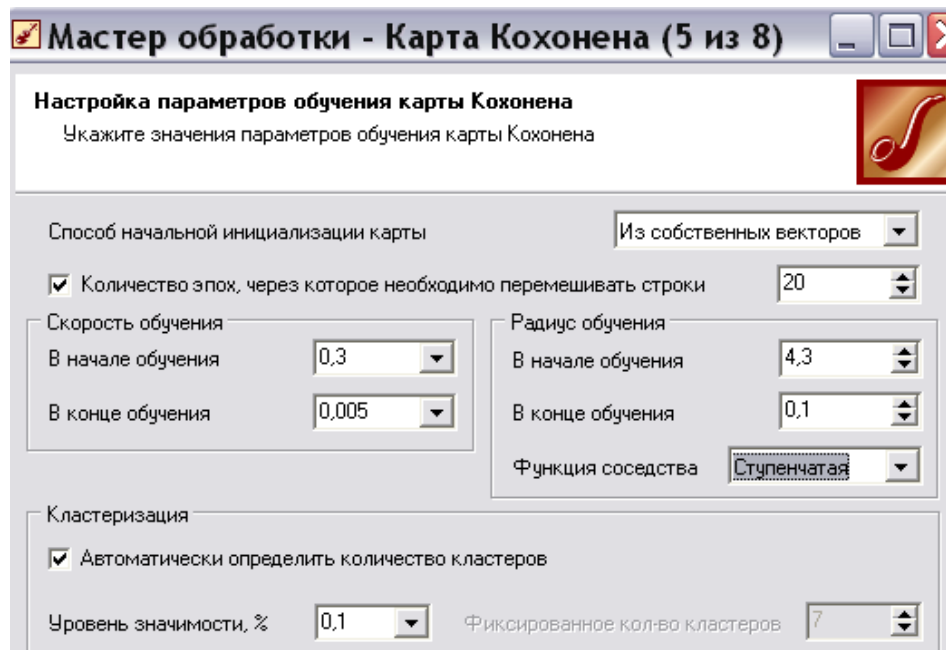 Мастер обработки - Карта Кохонена (5 из 8)
Настройка параметров обучения карты Кохонена
Укажите значения параметров обучения карты Кохонена
Способ начальной инициализации карты Из собственных векторов
Количество эпох, через которое необходимо перемешивать строки 20
Скорость обучения
В начале обучения 0,3
В конце обучения 0,005
Радиус обучения
В начале обучения 4,3
В конце обучения 0,1
Функция соседства Ступенчатая
Кластеризация
Автоматически определить количество кластеров
Уровень значимости, % 0,1 Фиксированное кол-во кластеров 7